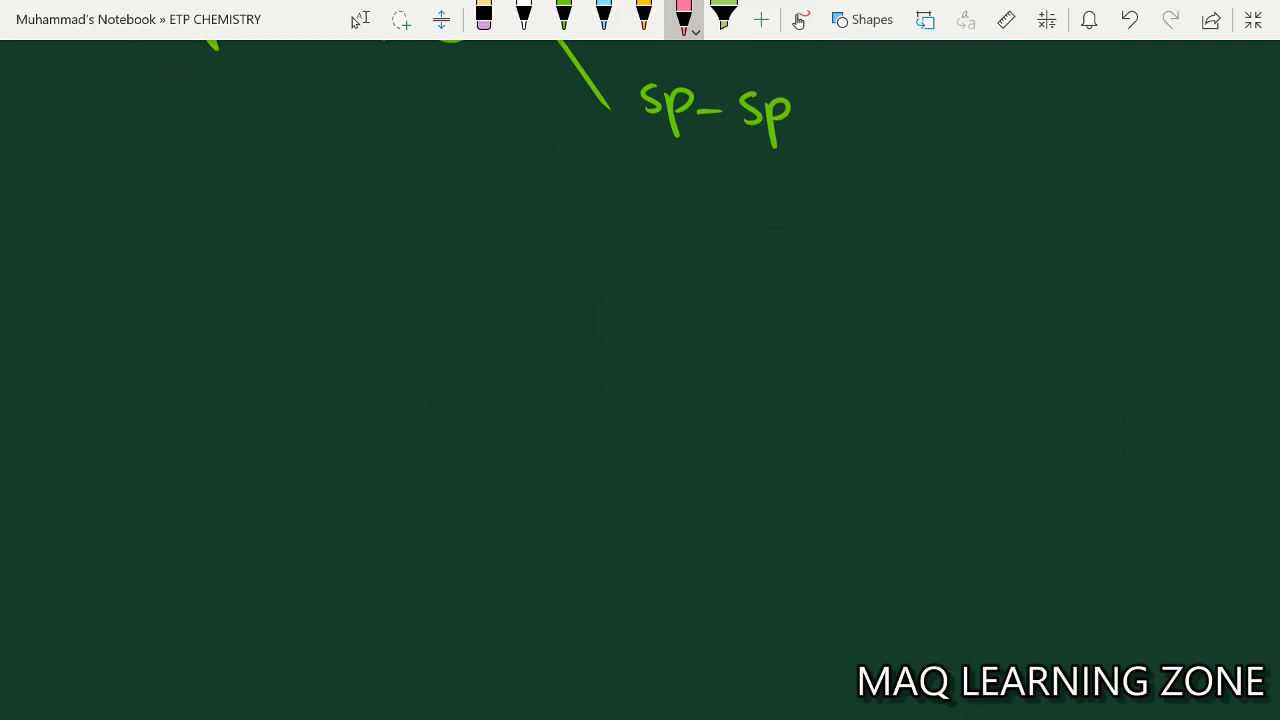 Muhammad's Notebook » ETP CHEMISTRY
Shapes
sp - sp
MAQ LEARNING ZONE